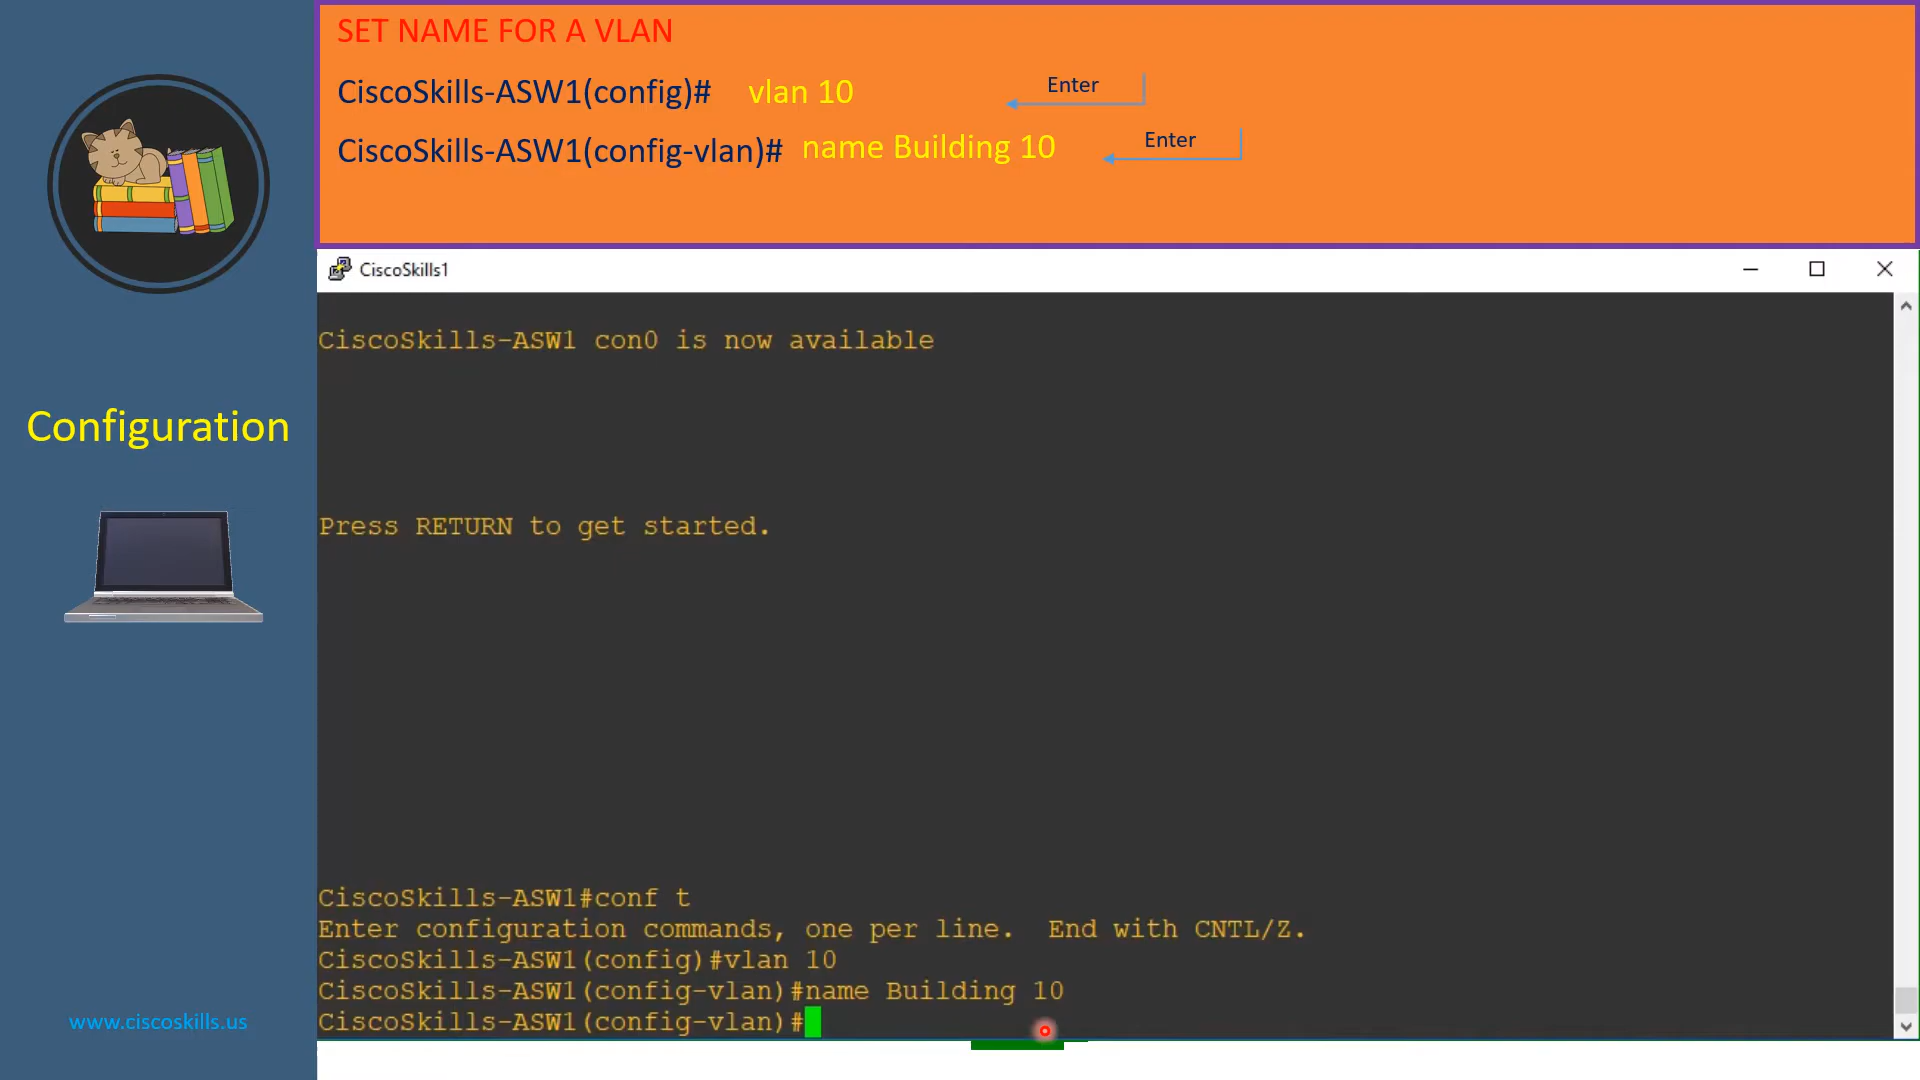 SET NAME FOR A VLAN
CiscoSkills-ASW1(config)# vlan 10 Enter
CiscoSkills-ASW1(config-vlan)# name Building 10 Enter
CiscoSkills1
CiscoSkills-ASW1 con0 is now available
Configuration
Press RETURN to get started.
CiscoSkills-ASW1#conf t
Enter configuration commands, one per line.  End with CNTL/Z.
CiscoSkills-ASW1(config)#vlan 10
CiscoSkills-ASW1(config-vlan)#name Building 10
CiscoSkills-ASW1(config-vlan)#
www.ciscoskills.us